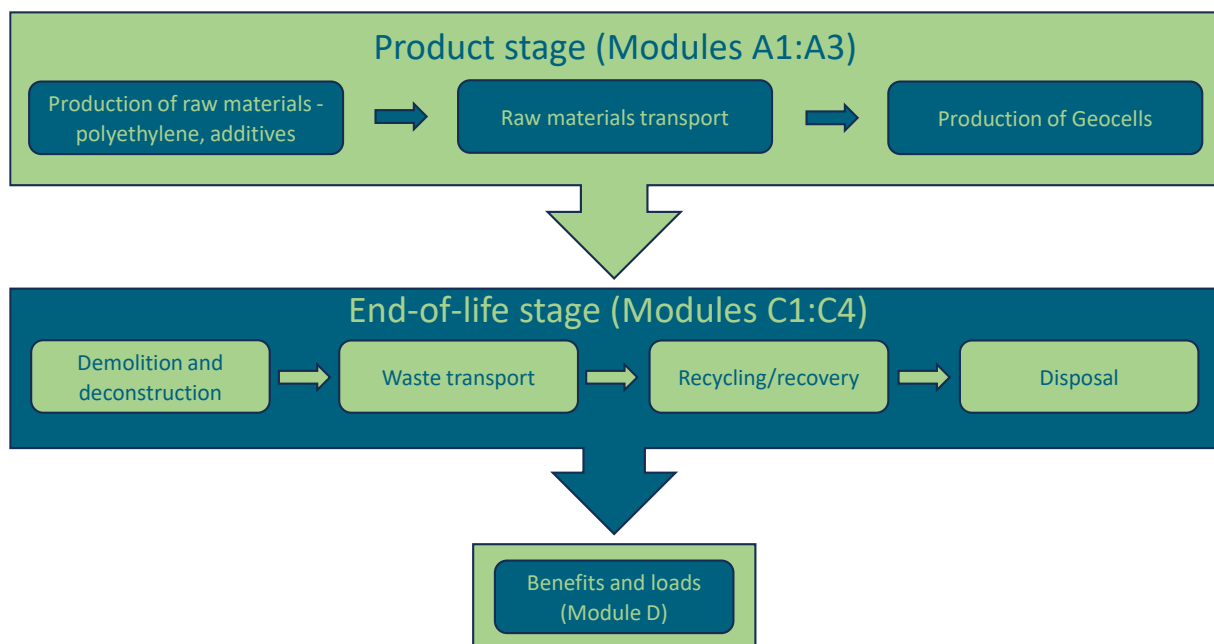 Product stage (Modules A1:A3)
Production of raw materials -
polyethylene, additives
Raw materials transport
Production of Geocells
End-of-life stage (Modules C1:C4)
Demolition and
deconstruction
Waste transport
Recycling/recovery
Disposal
Benefits and loads
(Module D)